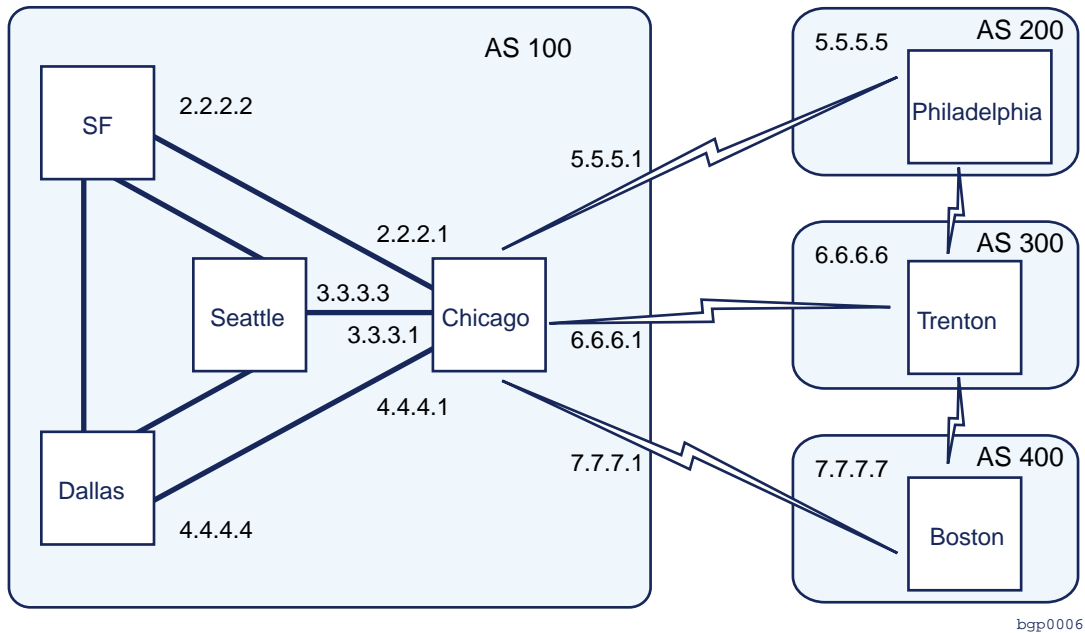 AS 100
AS 200
5.5.5.5
SF
2.2.2.2
Philadelphia
5.5.5.1
2.2.2.1
AS 300
6.6.6.6
3.3.3.3
Seattle
Chicago
Trenton
3.3.3.1
6.6.6.1
4.4.4.1
7.7.7.1
AS 400
7.7.7.7
Dallas
4.4.4.4
Boston
bgp0006